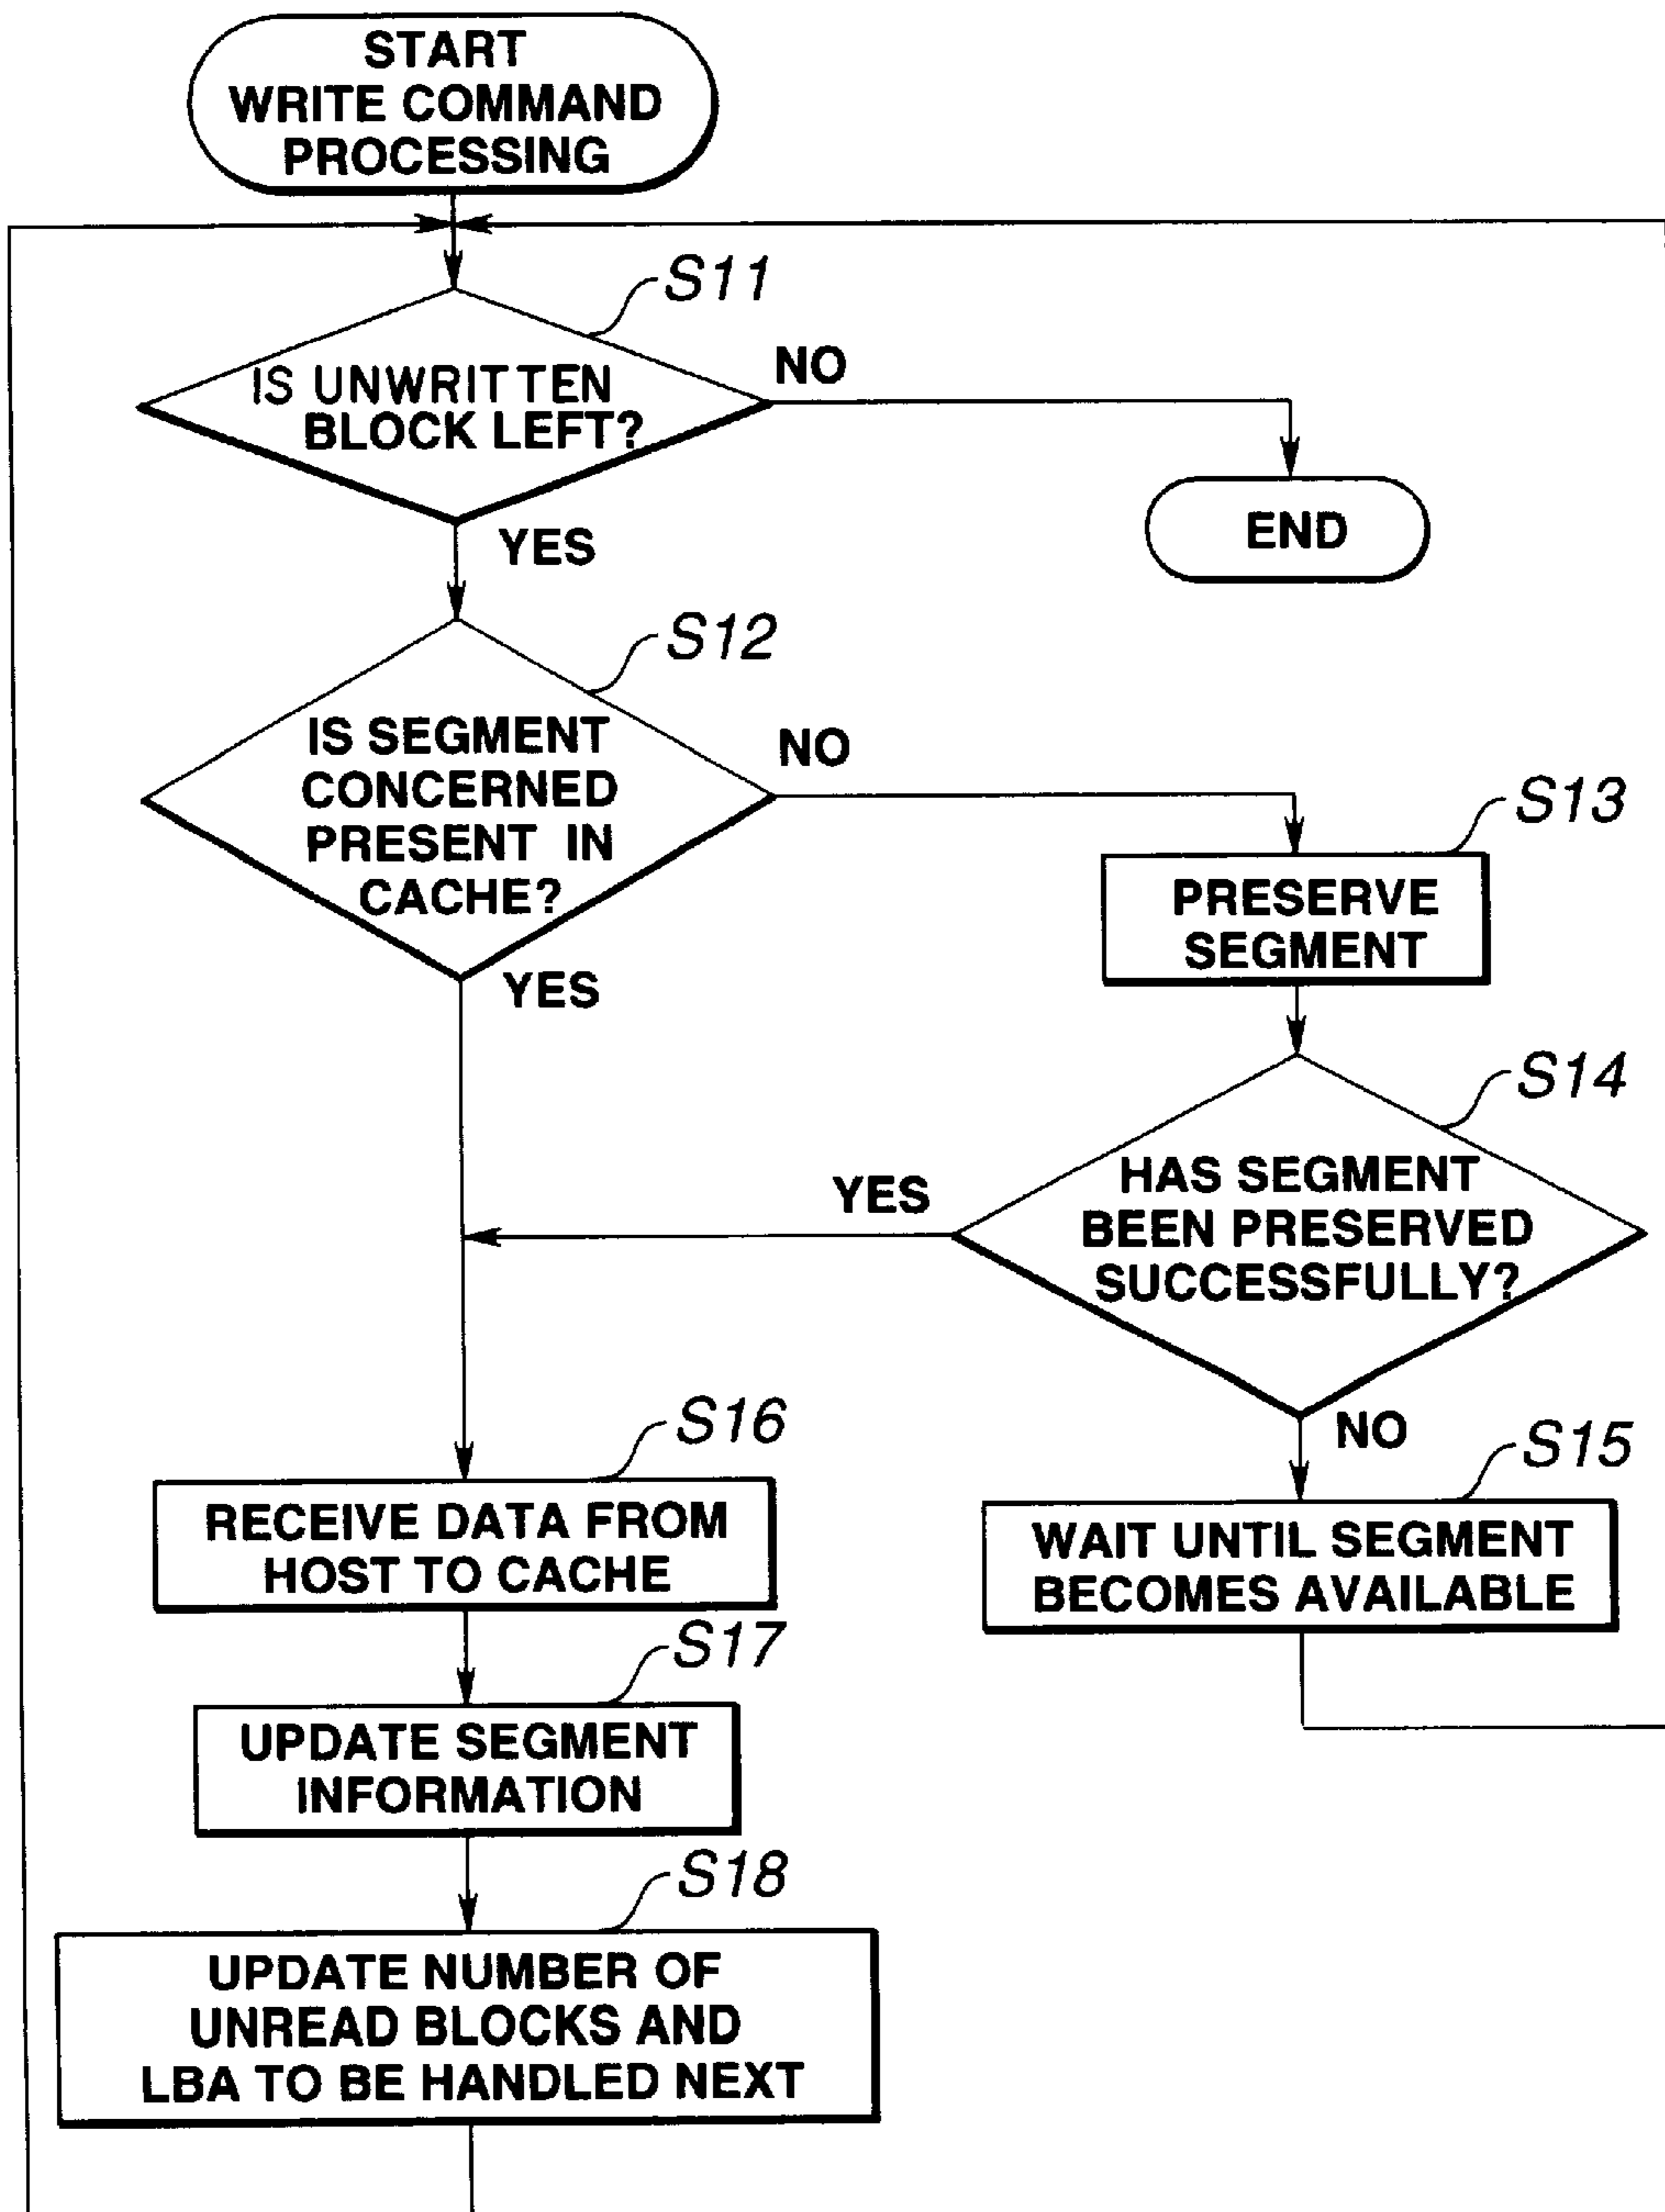 START
WRITE COMMAND
PROCESSING
S11
IS UNWRITTEN
BLOCK LEFT?
NO
YES
END
S12
IS SEGMENT
CONCERNED
PRESENT IN
CACHE?
NO
YES
S13
PRESERVE
SEGMENT
S14
HAS SEGMENT
BEEN PRESERVED
SUCCESSFULLY?
YES
NO
S15
WAIT UNTIL SEGMENT
BECOMES AVAILABLE
S16
RECEIVE DATA FROM
HOST TO CACHE
S17
UPDATE SEGMENT
INFORMATION
S18
UPDATE NUMBER OF
UNREAD BLOCKS AND
LBA TO BE HANDLED NEXT